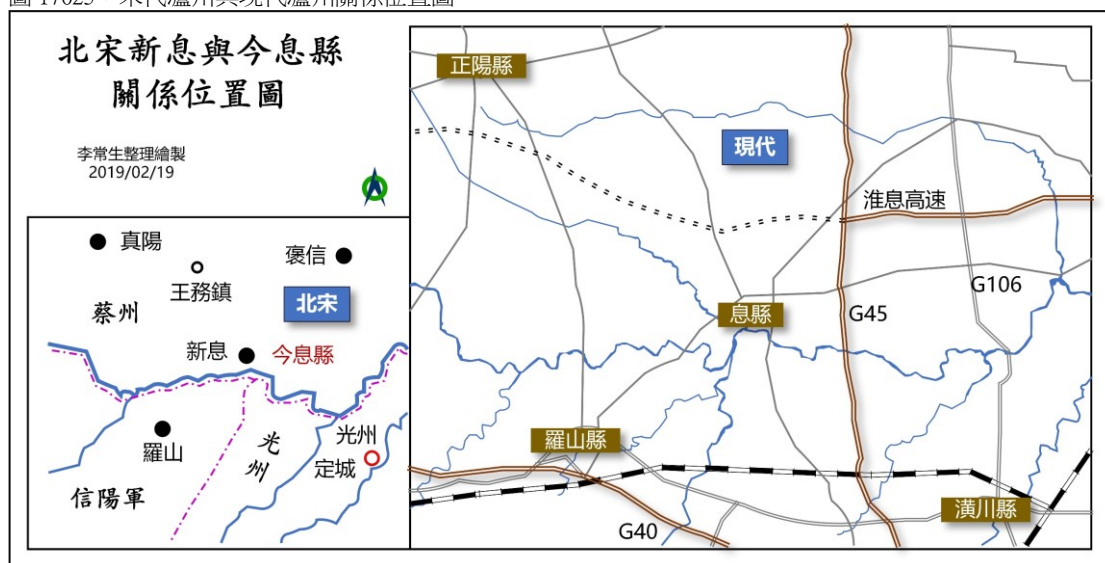 北宋新息與今息縣
關係位置圖
李常生整理繪製
2019/02/19
真陽
褒信
王務鎮
北宋
蔡州
新息
今息縣
羅山
光州
光州
定城
信陽軍
正陽縣
現代
淮息高速
G106
息縣
G45
羅山縣
潢川縣
G40